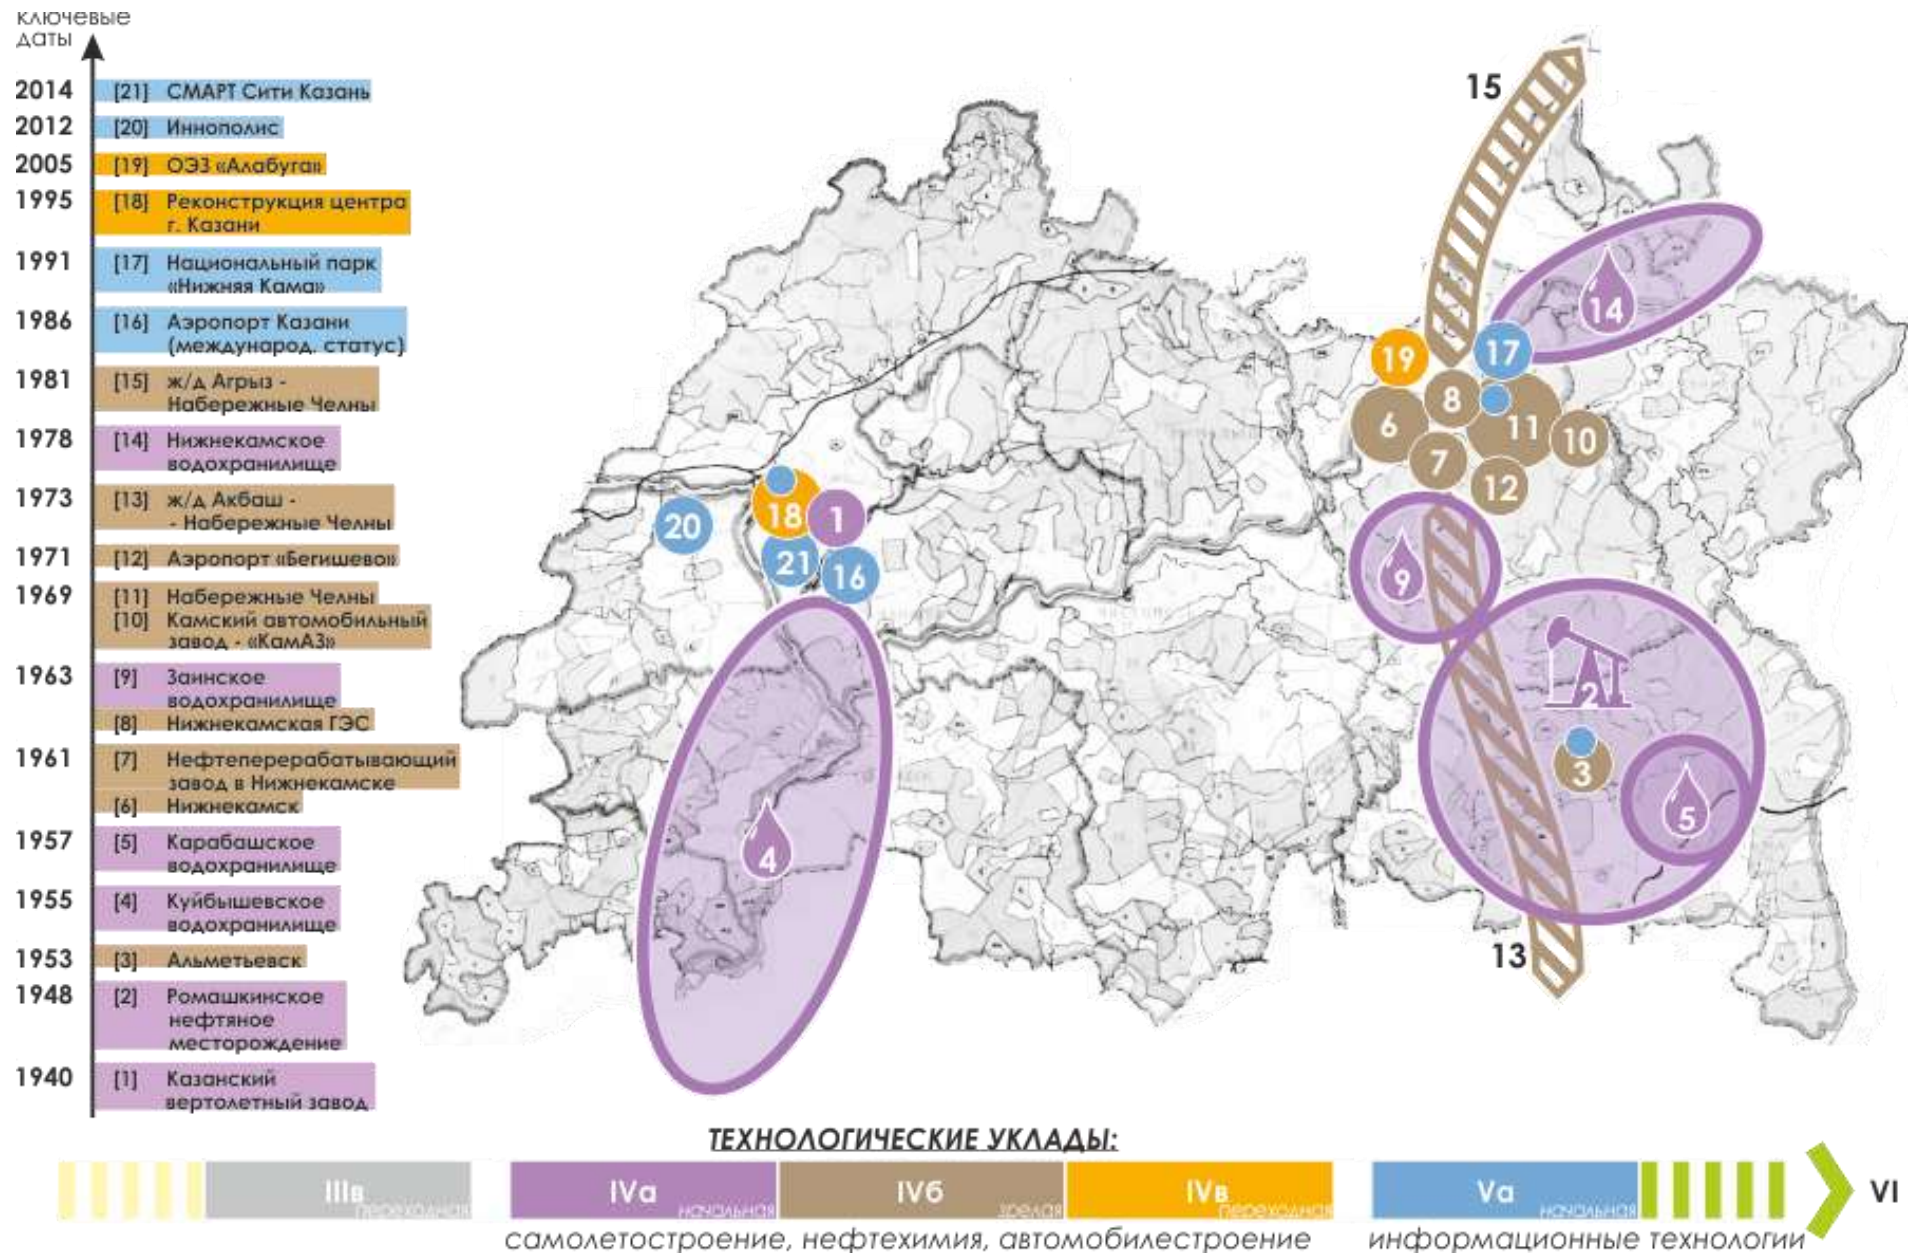 ключевые
даты
2014 [21] СМАРТ Сити Казань
2012 [20] Иннополис
2005 [19] ОЭЗ «Алабуга»
1995 [18] Реконструкция центра
г. Казани
1991 [17] Национальный парк
«Нижняя Кама»
1986 [16] Аэропорт Казани
(международ. статус)
1981 [15] ж/д Агрыз -
Набережные Челны
1978 [14] Нижнекамское
водохранилище
1973 [13] ж/д Акбаш -
- Набережные Челны
1971 [12] Аэропорт «Бегишево»
1969 [11] Набережные Челны
[10] Камский автомобильный
завод - «КамАЗ»
1963 [9] Заинское
водохранилище
[8] Нижнекамская ГЭС
1961 [7] Нефтеперерабатывающий
завод в Нижнекамске
[6] Нижнекамск
1957 [5] Карабашское
водохранилище
1955 [4] Куйбышевское
водохранилище
1953 [3] Альметьевск
1948 [2] Ромашкинское
нефтяное
месторождение
1940 [1] Казанский
вертолетный завод
15
14
19
17
8
6
11
10
7
12
18
1
20
21
16
9
2
3
5
4
13
ТЕХНОЛОГИЧЕСКИЕ УКЛАДЫ:
IIIв переходная
IVа начальная
IVб зрелая
IVв переходная
Vа начальная
VI
самолетостроение, нефтехимия, автомобилестроение
информационные технологии